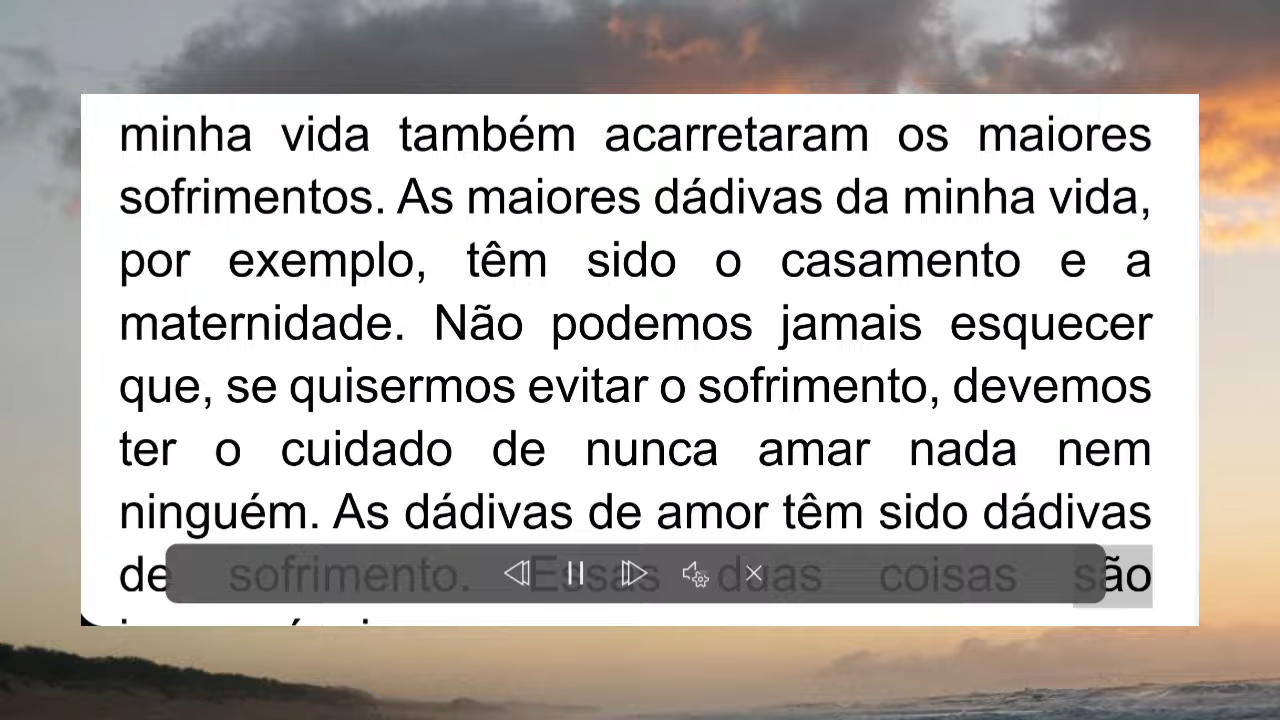 minha vida também acarretaram os maiores
sofrimentos. As maiores dádivas da minha vida,
por exemplo, têm sido o casamento e a
maternidade. Não podemos jamais esquecer
que, se quisermos evitar o sofrimento, devemos
ter o cuidado de nunca amar nada nem
ninguém. As dádivas de amor têm sido dádivas
de sofrimento. Essas duas coisas são